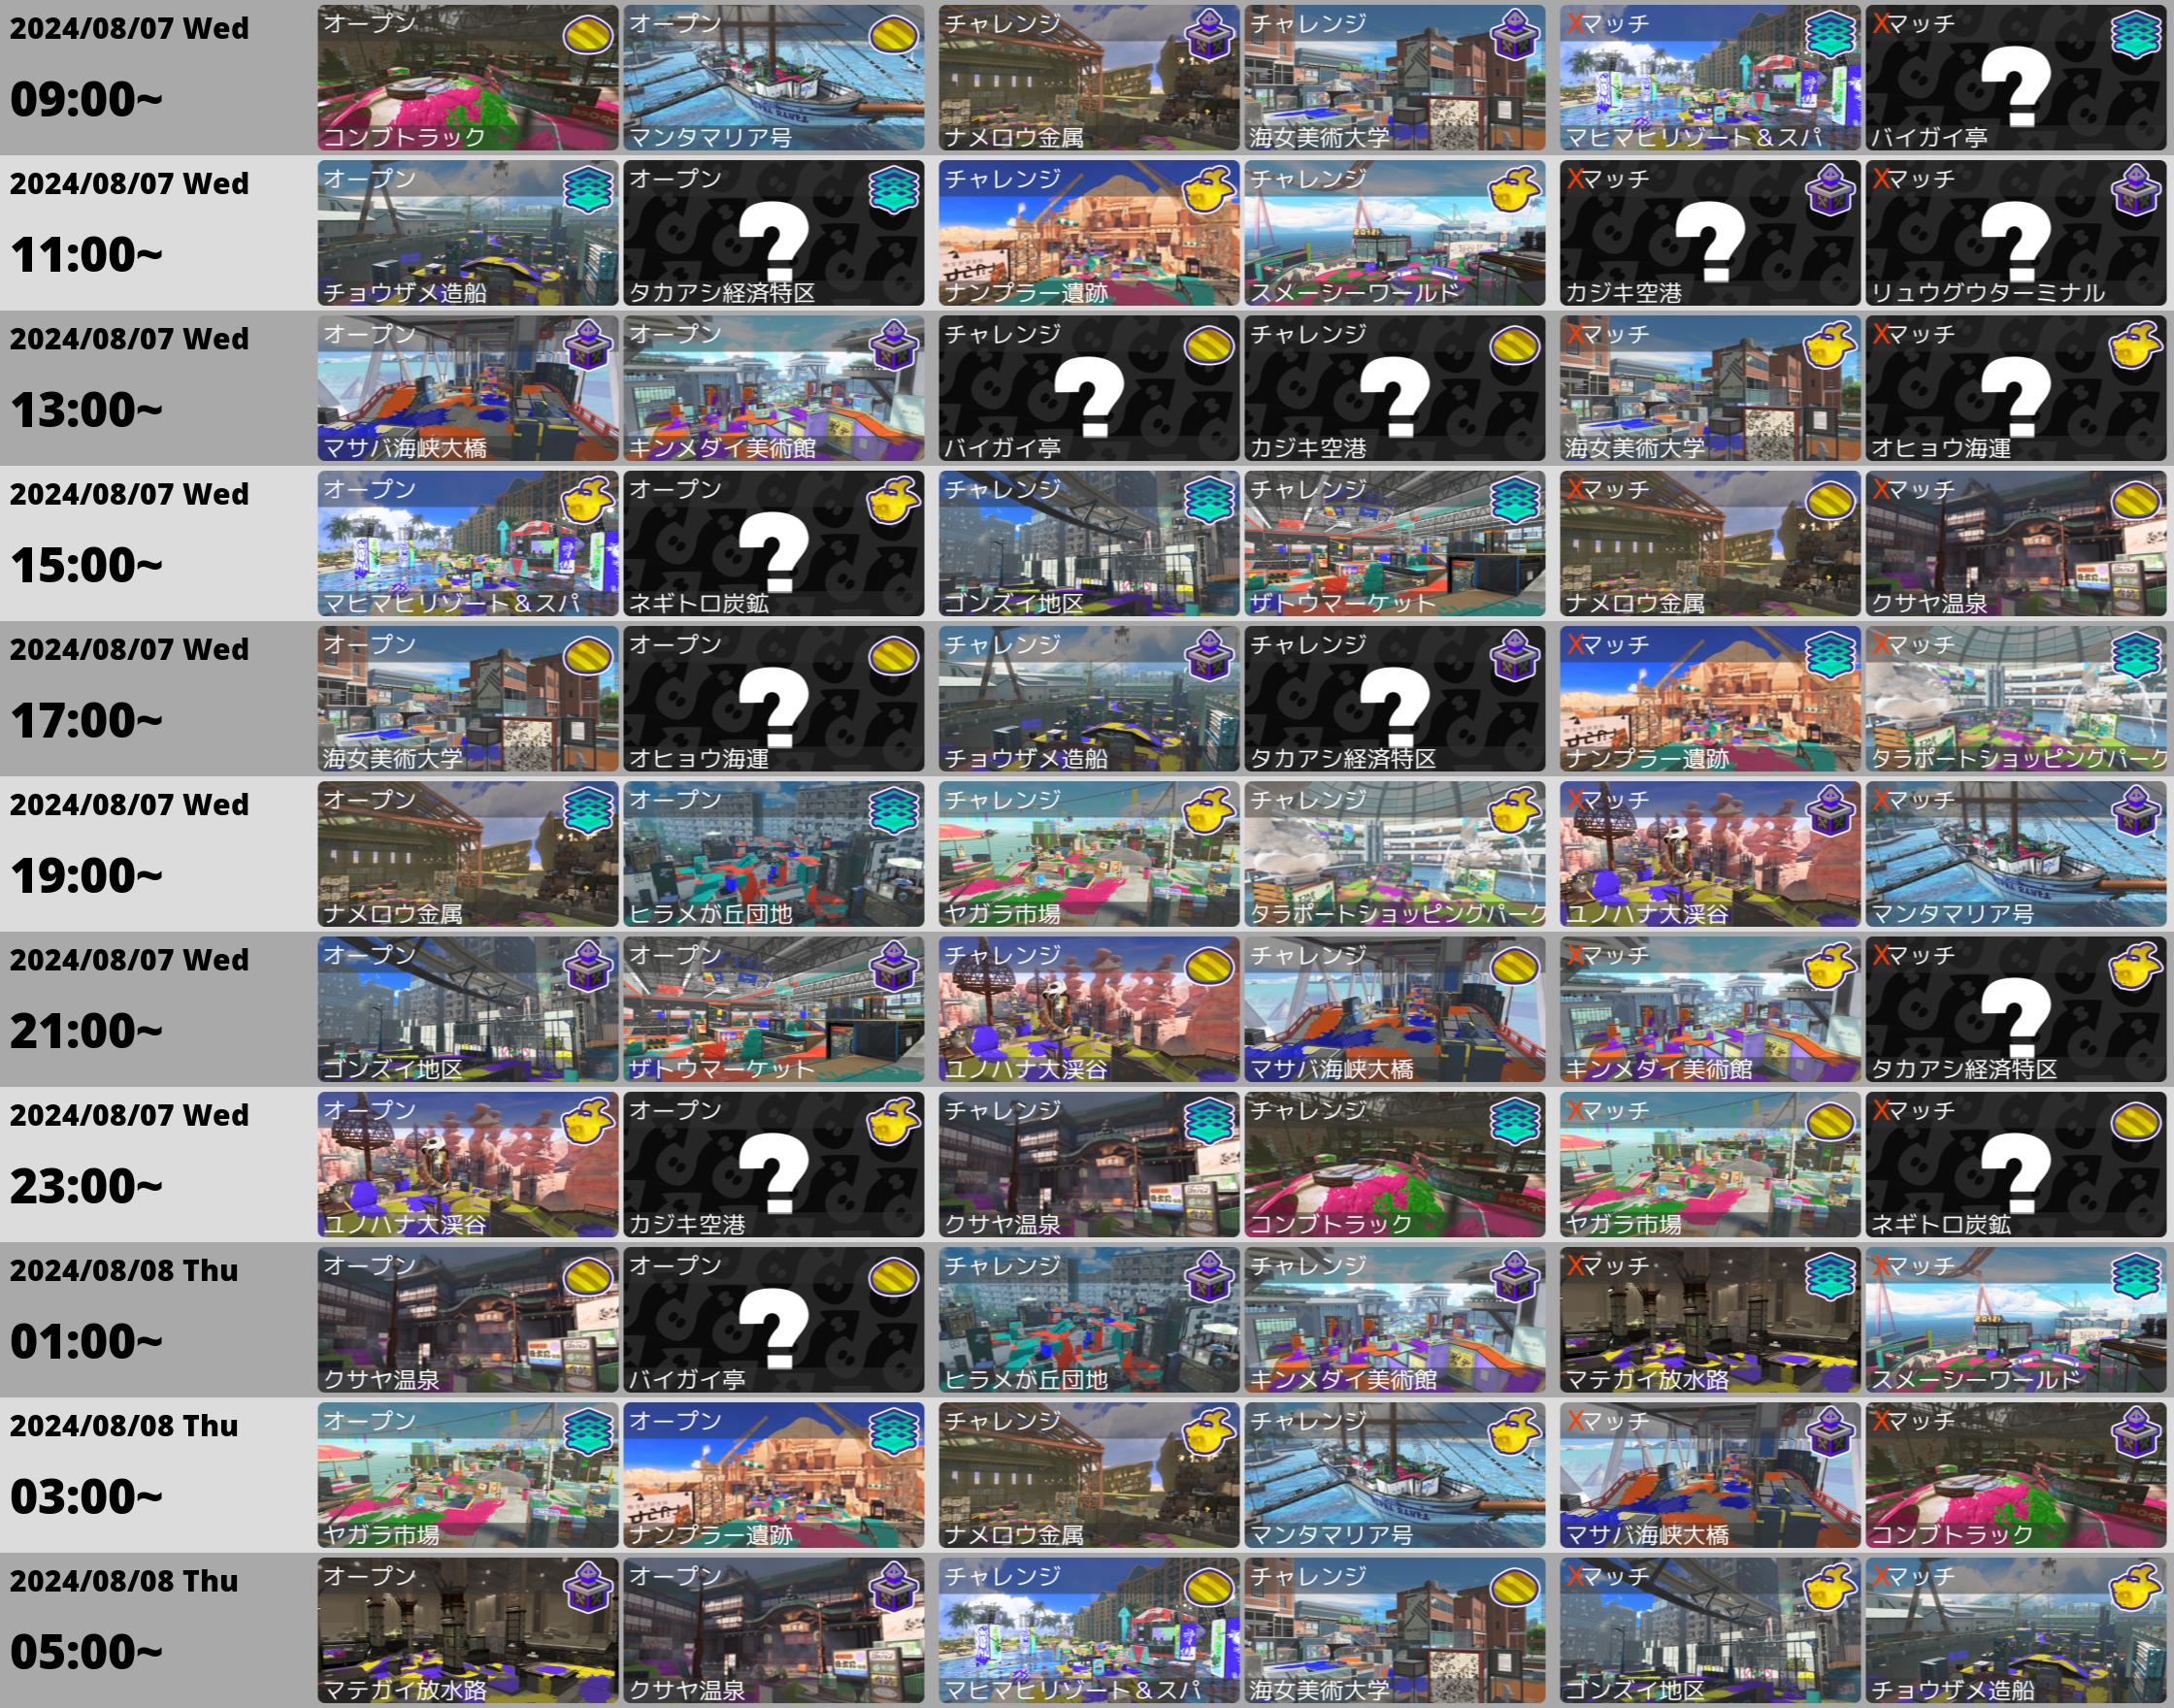 2024/08/07 Wed
09:00~
オープン
コンブトラック
オープン
マンタマリア号
チャレンジ
ナメロウ金属
チャレンジ
海女美術大学
Xマッチ
マヒマヒリゾート＆スパ
Xマッチ
?
バイガイ亭
2024/08/07 Wed
11:00~
オープン
チョウザメ造船
オープン
?
タカアシ経済特区
チャレンジ
ナンプラー遺跡
チャレンジ
スメーシーワールド
Xマッチ
?
カジキ空港
Xマッチ
?
リュウグウターミナル
2024/08/07 Wed
13:00~
オープン
マサバ海峡大橋
オープン
キンメダイ美術館
チャレンジ
?
バイガイ亭
チャレンジ
?
カジキ空港
Xマッチ
海女美術大学
Xマッチ
?
オヒョウ海運
2024/08/07 Wed
15:00~
オープン
マヒマヒリゾート＆スパ
オープン
?
ネギトロ炭鉱
チャレンジ
ゴンズイ地区
チャレンジ
ザトウマーケット
Xマッチ
ナメロウ金属
Xマッチ
クサヤ温泉
2024/08/07 Wed
17:00~
オープン
海女美術大学
オープン
?
オヒョウ海運
チャレンジ
チョウザメ造船
チャレンジ
?
タカアシ経済特区
Xマッチ
ナンプラー遺跡
Xマッチ
タラポートショッピングパーク
2024/08/07 Wed
19:00~
オープン
ナメロウ金属
オープン
ヒラメが丘団地
チャレンジ
ヤガラ市場
チャレンジ
タラポートショッピングパーク
Xマッチ
ユノハナ大渓谷
Xマッチ
マンタマリア号
2024/08/07 Wed
21:00~
オープン
ゴンズイ地区
オープン
ザトウマーケット
チャレンジ
ユノハナ大渓谷
チャレンジ
マサバ海峡大橋
Xマッチ
キンメダイ美術館
Xマッチ
?
タカアシ経済特区
2024/08/07 Wed
23:00~
オープン
ユノハナ大渓谷
オープン
?
カジキ空港
チャレンジ
クサヤ温泉
チャレンジ
コンブトラック
Xマッチ
ヤガラ市場
Xマッチ
?
ネギトロ炭鉱
2024/08/08 Thu
01:00~
オープン
クサヤ温泉
オープン
?
バイガイ亭
チャレンジ
ヒラメが丘団地
チャレンジ
キンメダイ美術館
Xマッチ
マテガイ放水路
Xマッチ
スメーシーワールド
2024/08/08 Thu
03:00~
オープン
ヤガラ市場
オープン
ナンプラー遺跡
チャレンジ
ナメロウ金属
チャレンジ
マンタマリア号
Xマッチ
マサバ海峡大橋
Xマッチ
コンブトラック
2024/08/08 Thu
05:00~
オープン
マテガイ放水路
オープン
クサヤ温泉
チャレンジ
マヒマヒリゾート＆スパ
チャレンジ
海女美術大学
Xマッチ
ゴンズイ地区
Xマッチ
チョウザメ造船